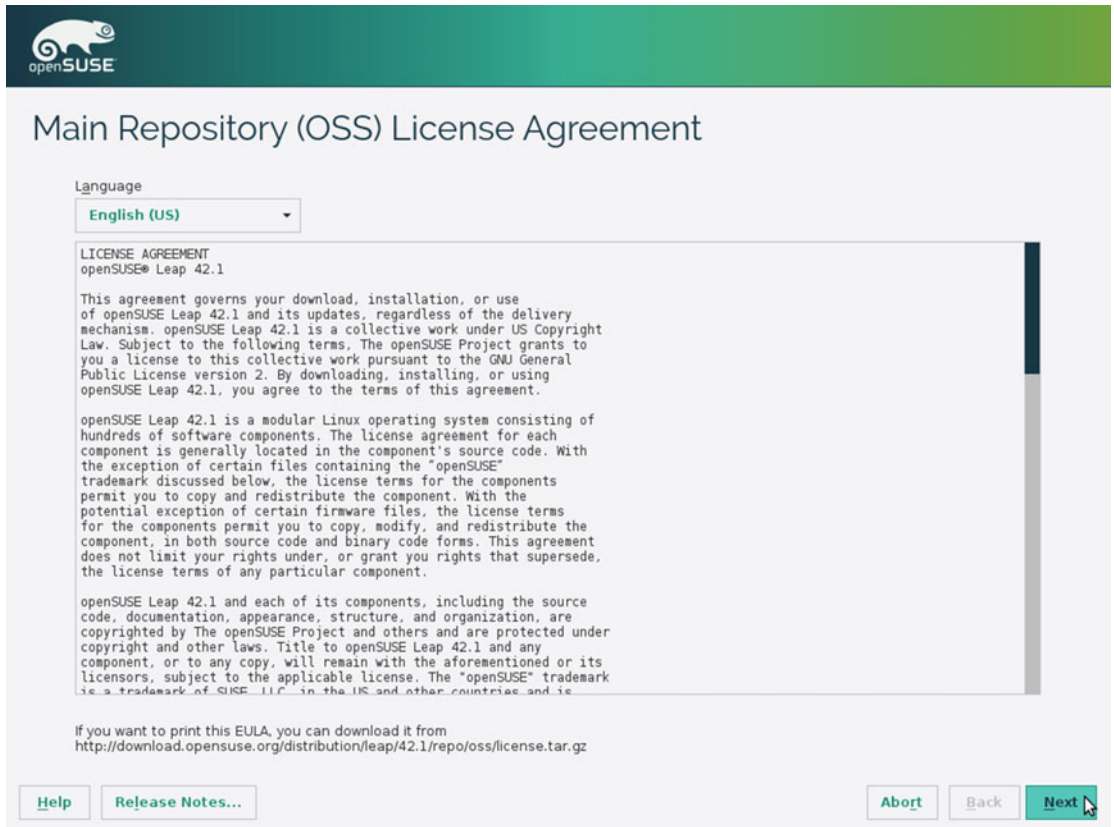 openSUSE
Main Repository (OSS) License Agreement
Language
English (US)
LICENSE AGREEMENT
openSUSE® Leap 42.1
This agreement governs your download, installation, or use
of openSUSE Leap 42.1 and its updates, regardless of the delivery
mechanism. openSUSE Leap 42.1 is a collective work under US Copyright
Law. Subject to the following terms, The openSUSE Project grants to
you a license to this collective work pursuant to the GNU General
Public License version 2. By downloading, installing, or using
openSUSE Leap 42.1, you agree to the terms of this agreement.
openSUSE Leap 42.1 is a modular Linux operating system consisting of
hundreds of software components. The license agreement for each
component is generally located in the component's source code. With
the exception of certain files containing the "openSUSE"
trademark discussed below, the license terms for the components
permit you to copy and redistribute the component. With the
potential exception of certain firmware files, the license terms
for the components permit you to copy, modify, and redistribute the
component, in both source code and binary code forms. This agreement
does not limit your rights under, or grant you rights that supersede,
the license terms of any particular component.
openSUSE Leap 42.1 and each of its components, including the source
code, documentation, appearance, structure, and organization, are
copyrighted by The openSUSE Project and others and are protected under
copyright and other laws. Title to openSUSE Leap 42.1 and any
component, or to any copy, will remain with the aforementioned or its
licensors, subject to the applicable license. The "openSUSE" trademark
is a trademark of SUSE, LLC. in the US and other countries and is
If you want to print this EULA, you can download it from
http://download.opensuse.org/distribution/leap/42.1/repo/oss/license.tar.gz
Help
Release Notes...
Abort
Back
Next